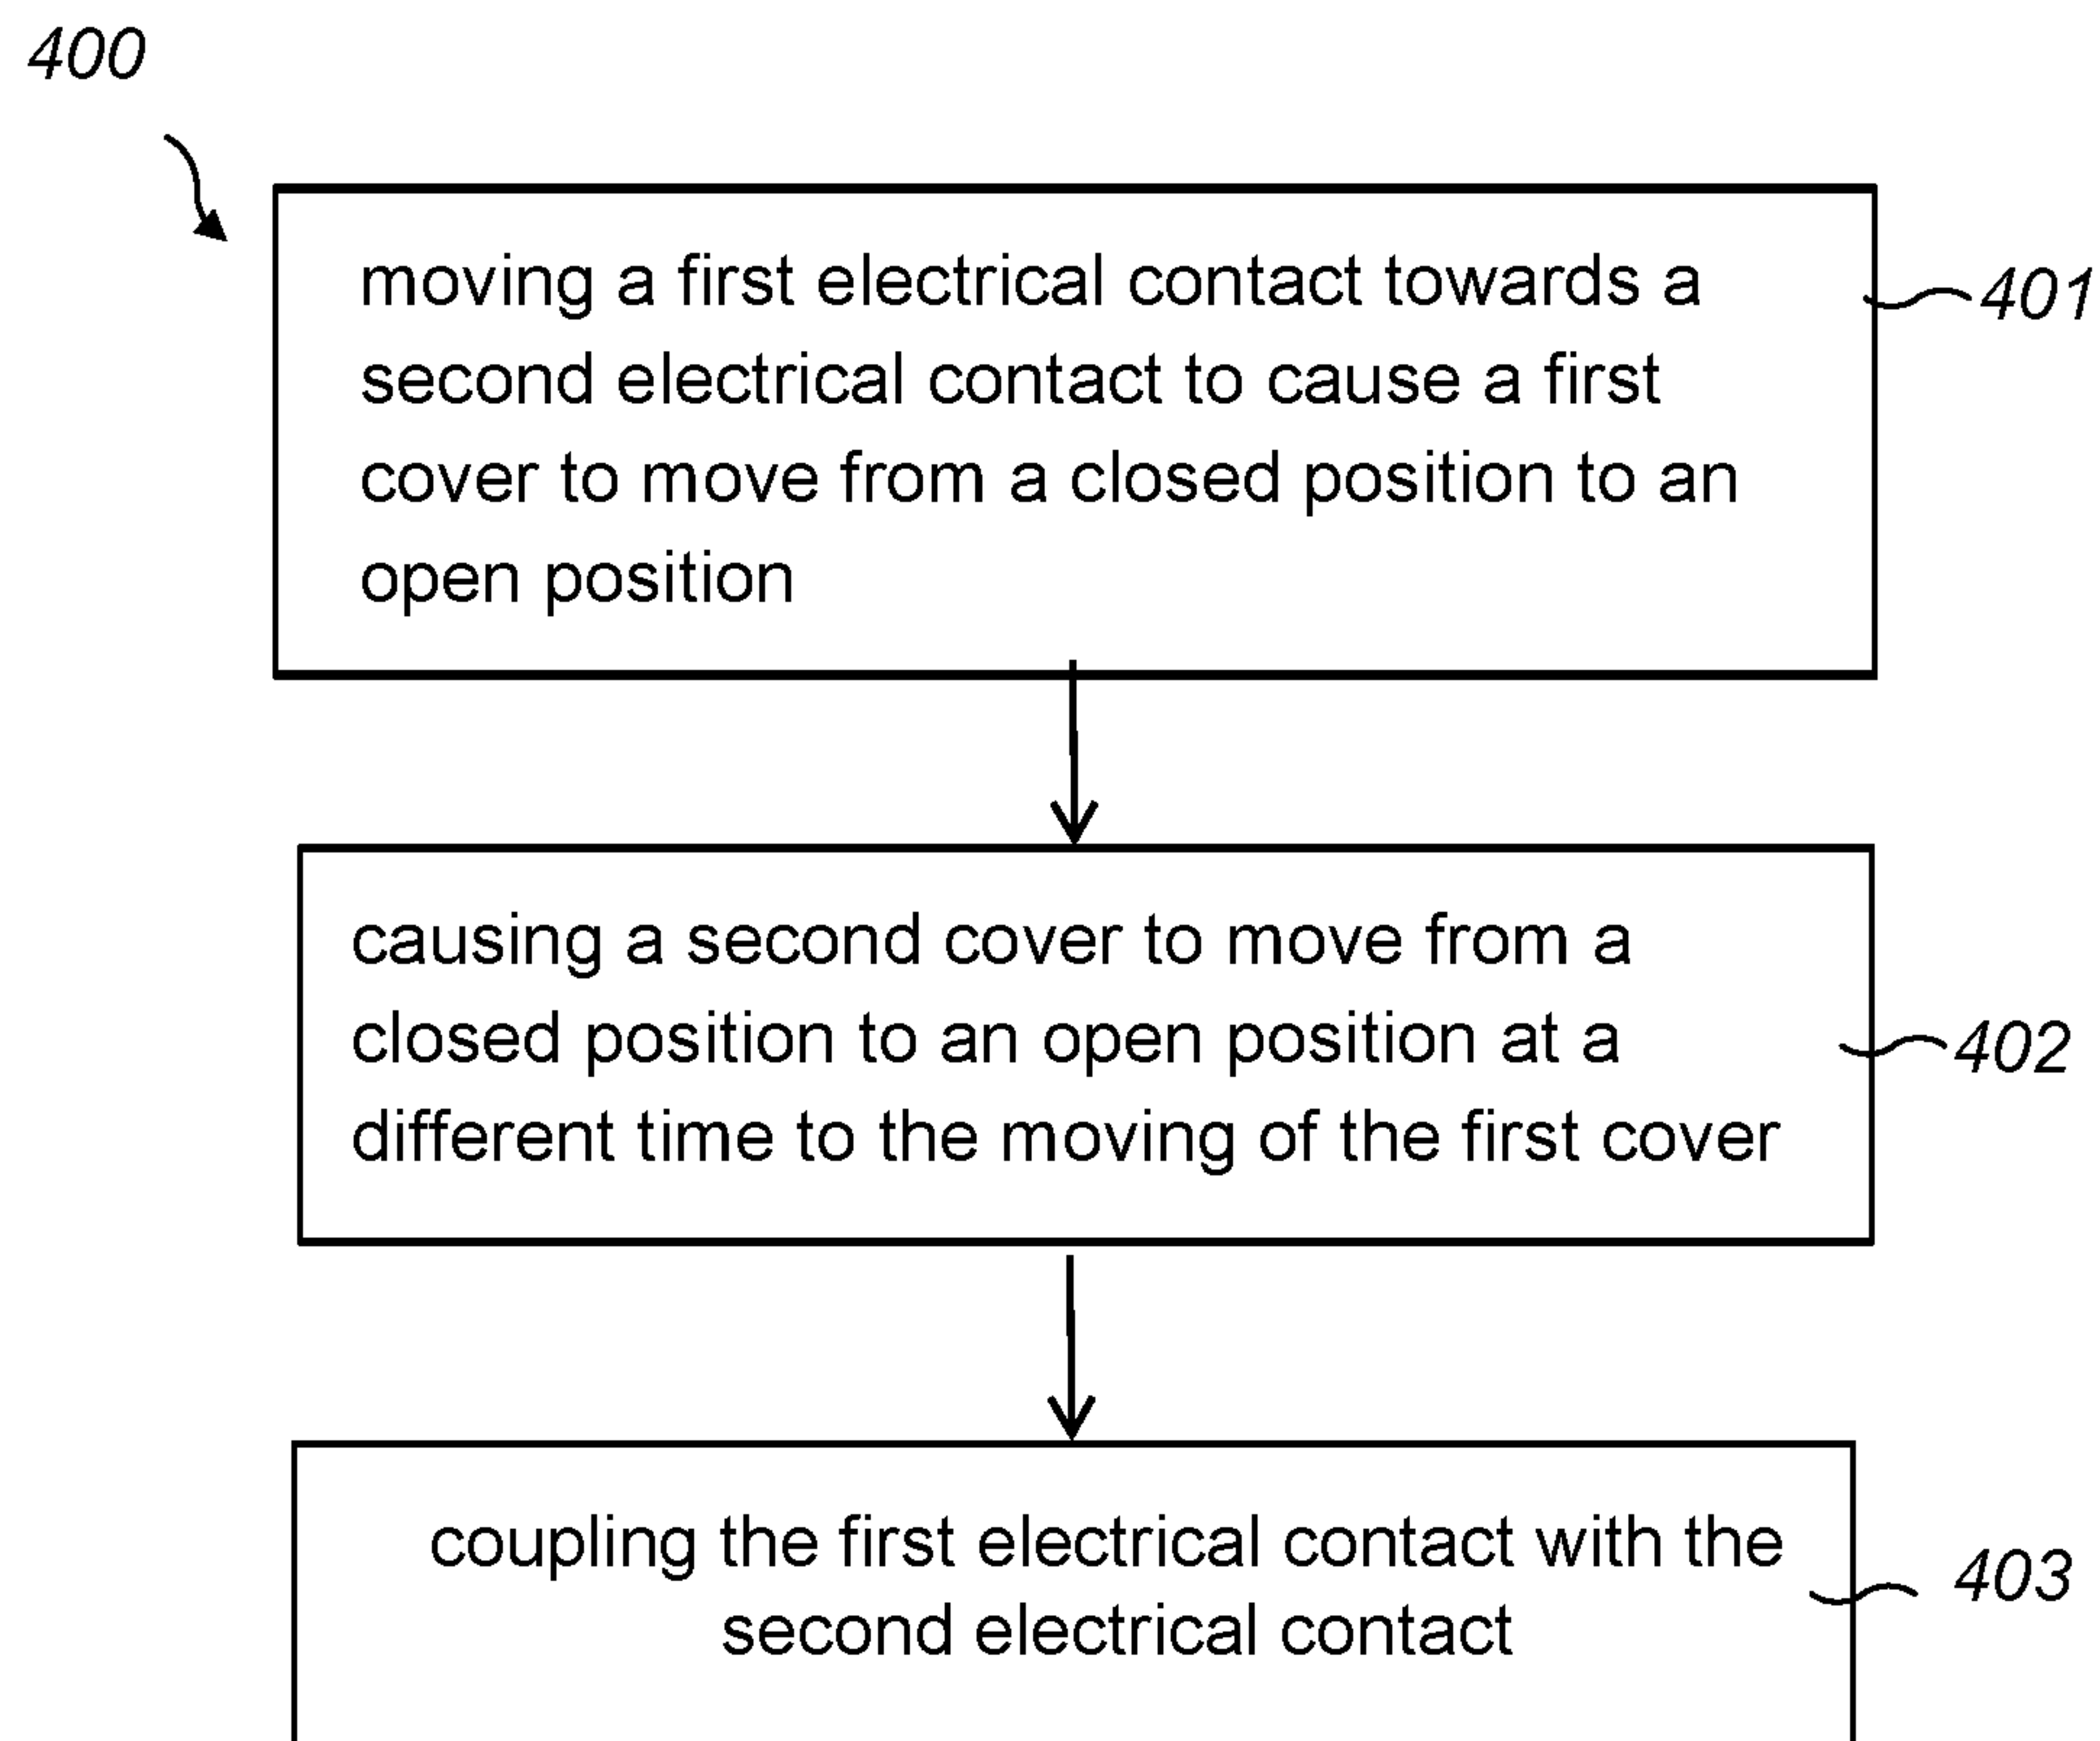 400
moving a first electrical contact towards a
second electrical contact to cause a first
cover to move from a closed position to an
open position
401
causing a second cover to move from a
closed position to an open position at a
different time to the moving of the first cover
402
coupling the first electrical contact with the
second electrical contact
403